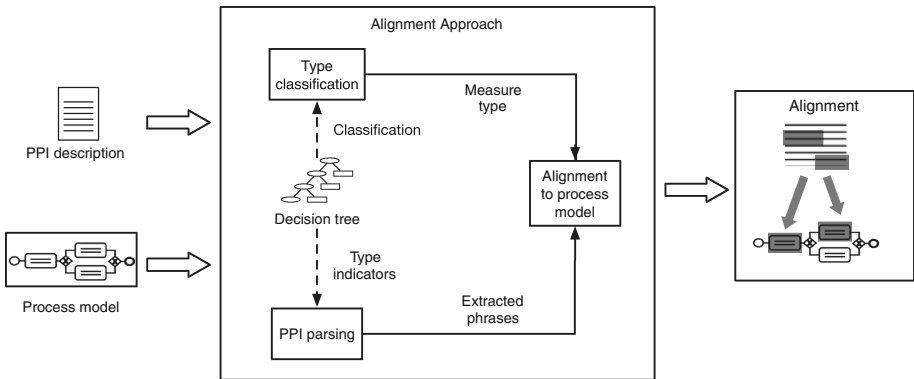 Alignment Approach
Type
classification
Measure
type
Alignment
PPI description
Classification
Alignment
to process
model
Decision tree
Type
indicators
Process model
Extracted
phrases
PPI parsing